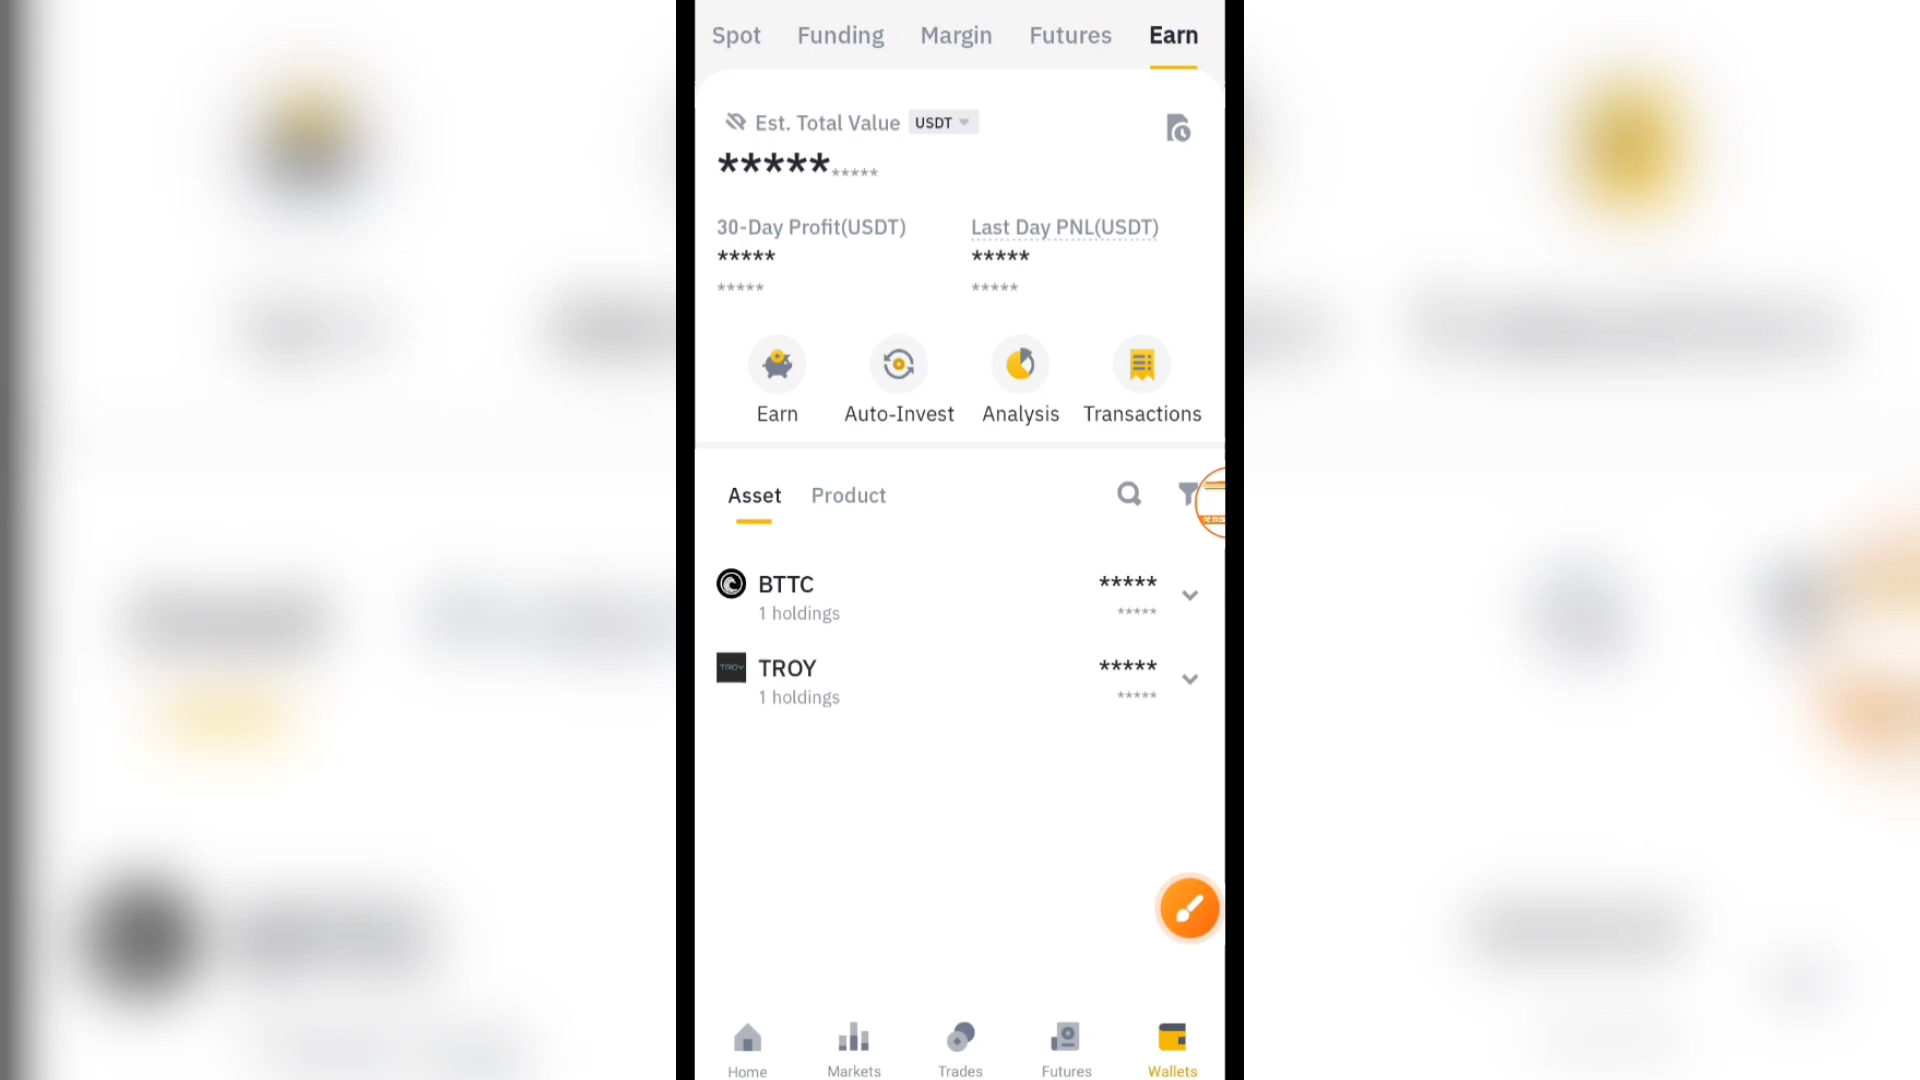 Spot Funding Margin Futures Earn
Est. Total Value USDT
***** *****
30-Day Profit(USDT) Last Day PNL(USDT)
***** *****
***** *****
Earn Auto-Invest Analysis Transactions
Asset Product
BTTC *****
1 holdings *****
TROY
TROY *****
1 holdings *****
Home Markets Trades Futures Wallets